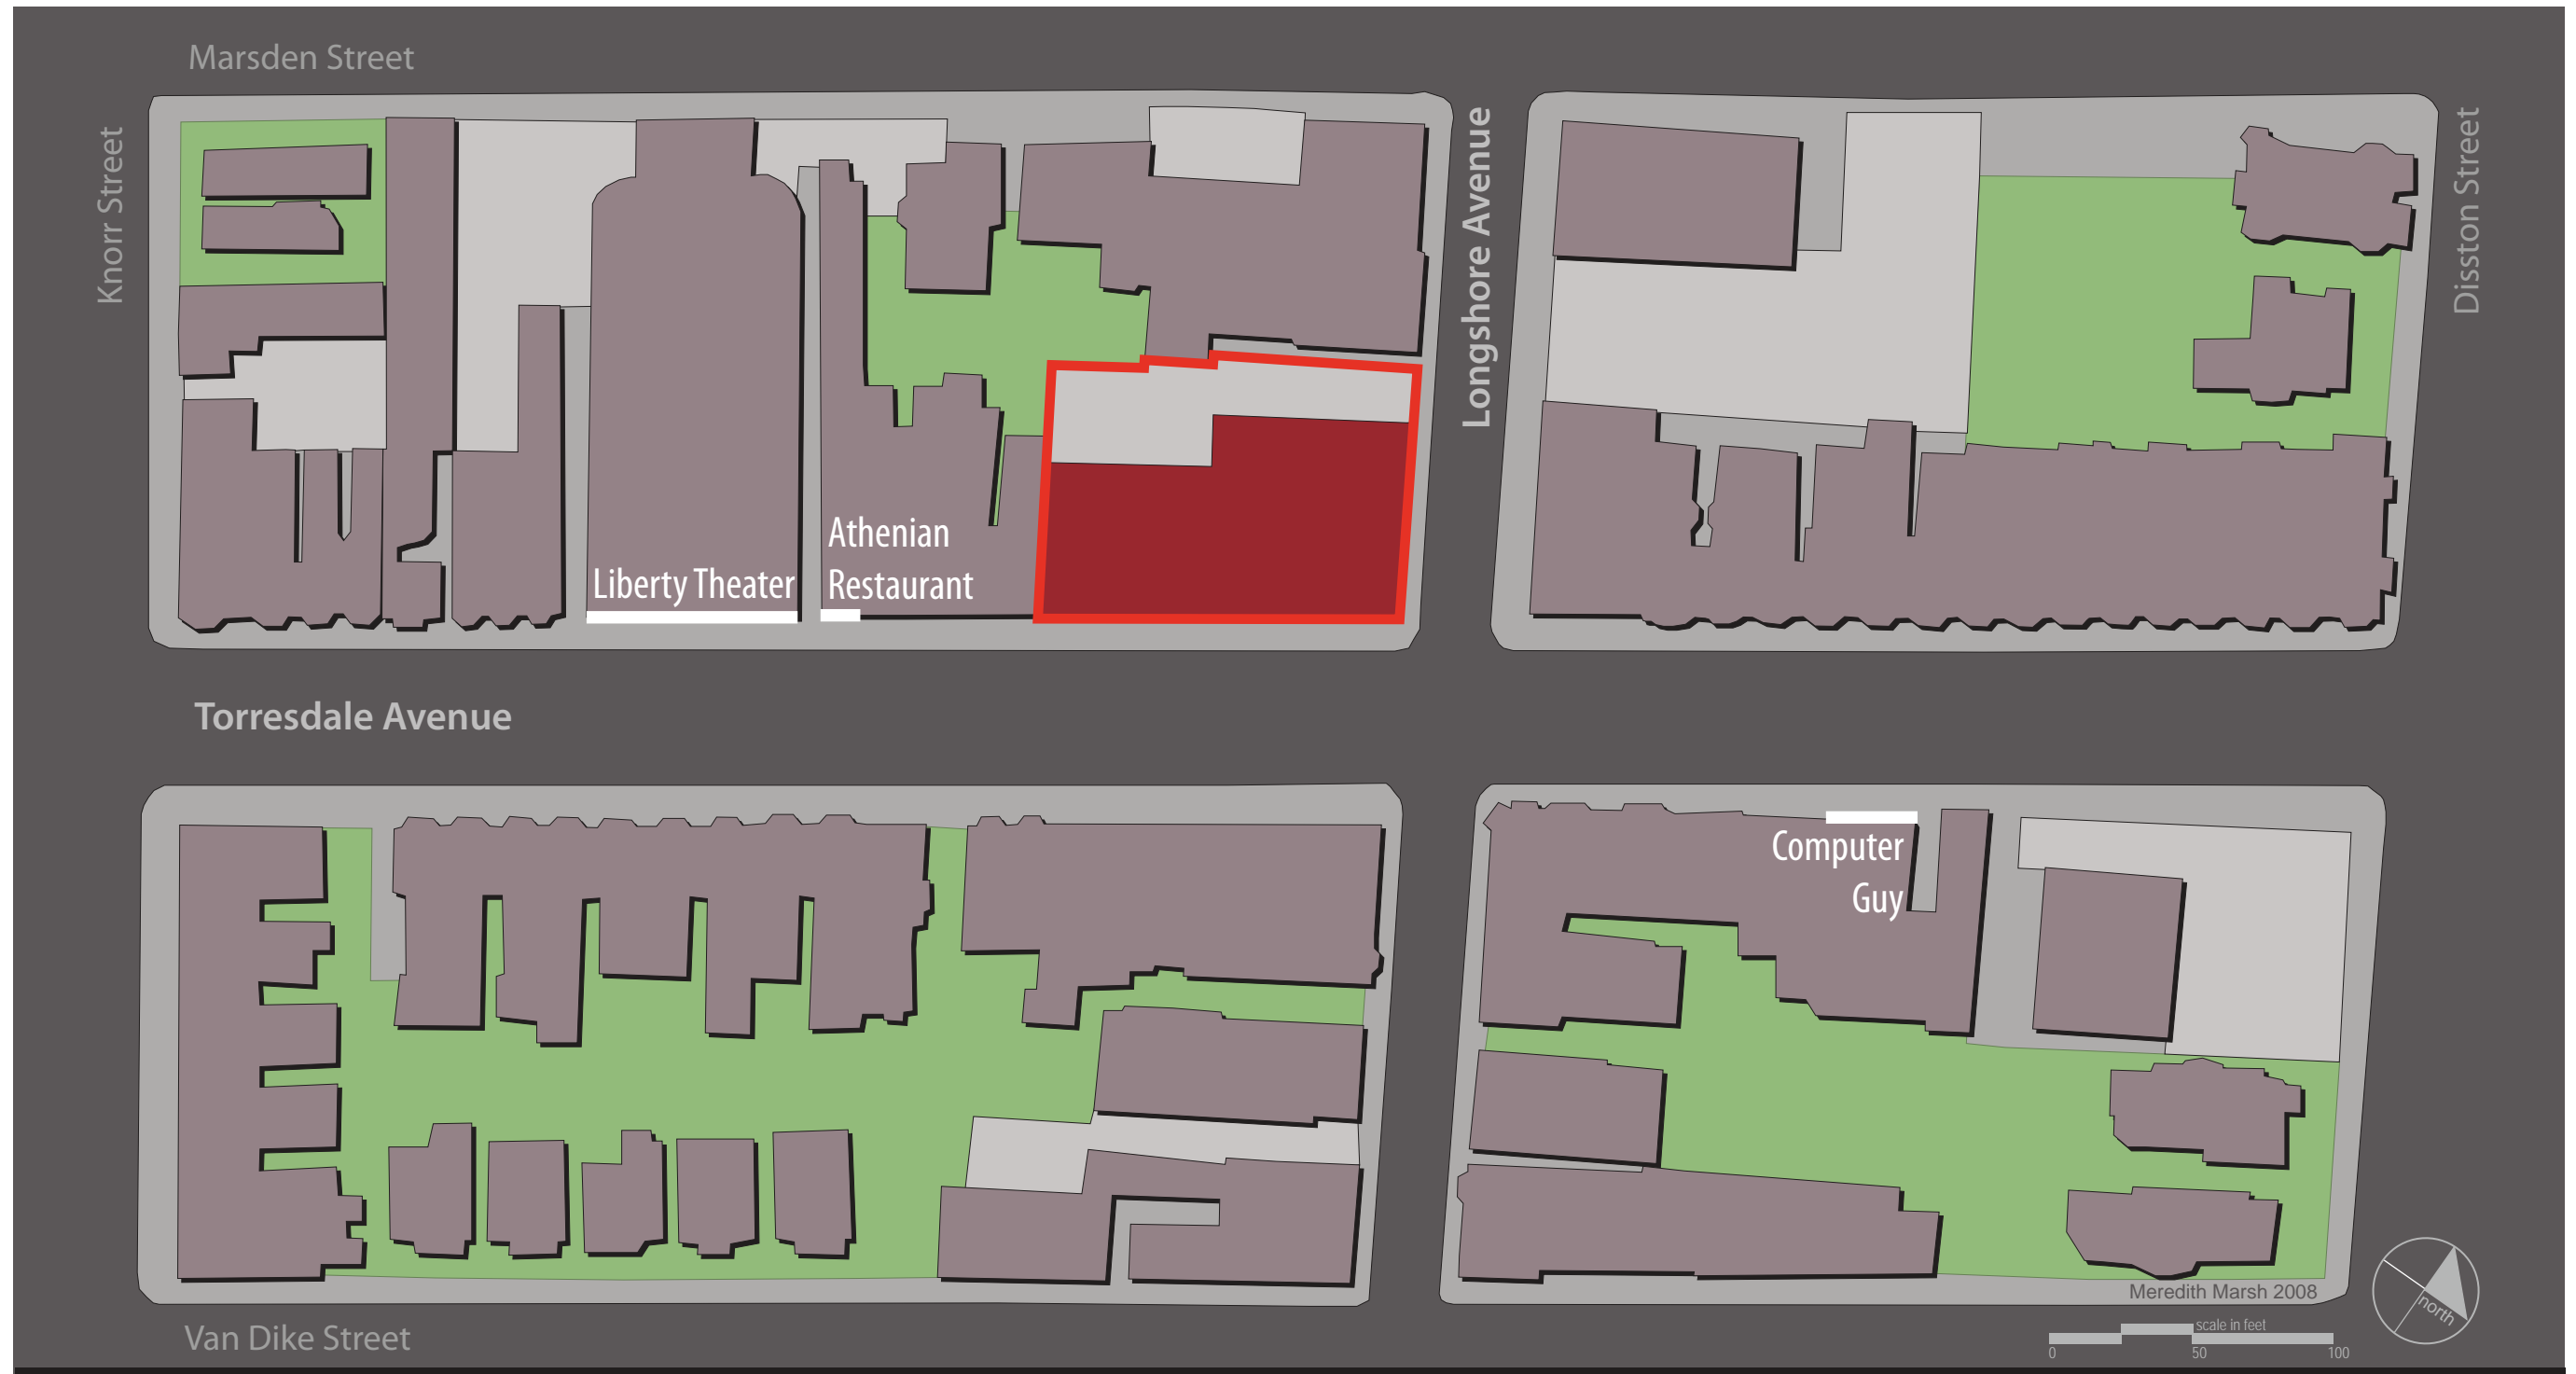 Marsden Street
Knorr Street
Longshore Avenue
Disston Street
Athenian
Restaurant
Liberty Theater
Torresdale Avenue
Computer
Guy
Meredith Marsh 2008
north
scale in feet
0 50 100
Van Dike Street